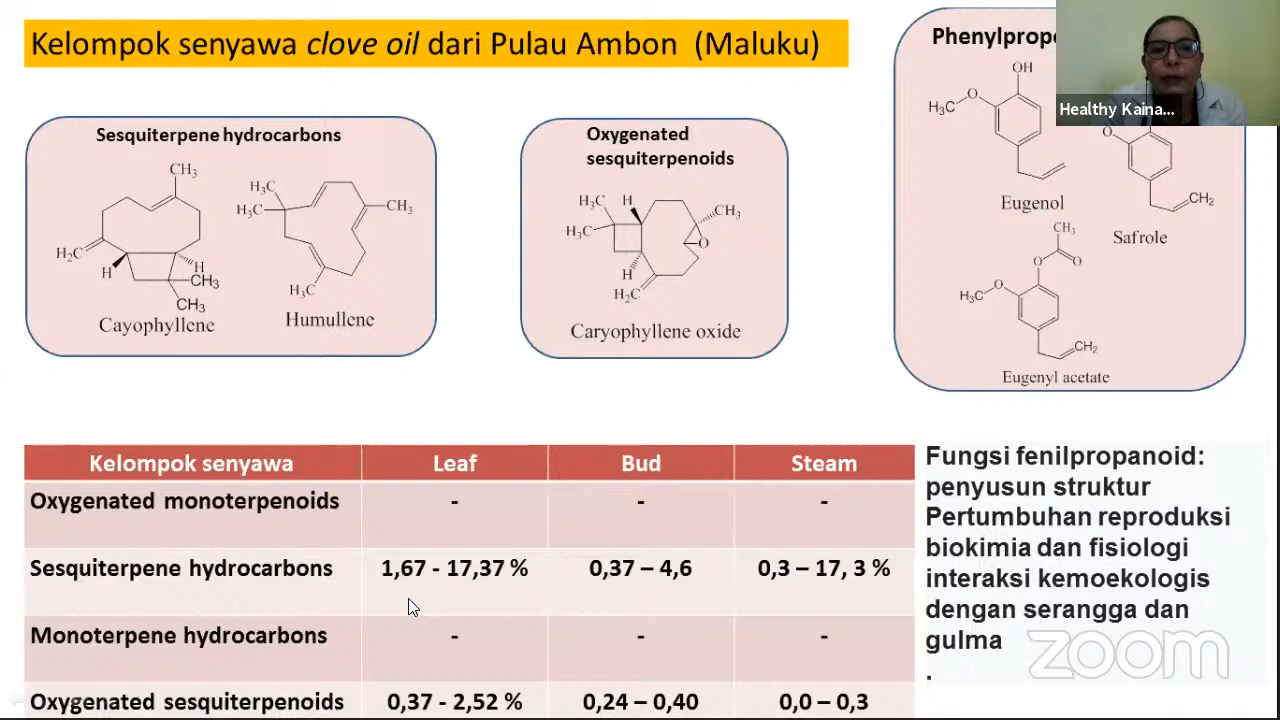 Kelompok senyawa clove oil dari Pulau Ambon (Maluku)
Sesquiterpene hydrocarbons
CH3
H2C
H
H
CH3
CH3
Cayophyllene
H3C
H3C
CH3
H3C
Humullene
Oxygenated
sesquiterpenoids
H3C
H
H3C
CH3
O
H
H2C
Caryophyllene oxide
OH
O
H3C
Eugenol
O
CH2
Safrole
CH3
O
O
O
H3C
CH2
Eugenyl acetate
Healthy Kaina...
Kelompok senyawa Leaf Bud Steam
Oxygenated monoterpenoids - - -
Sesquiterpene hydrocarbons 1,67 - 17,37 % 0,37 – 4,6 0,3 – 17, 3 %
Monoterpene hydrocarbons - - -
Oxygenated sesquiterpenoids 0,37 - 2,52 % 0,24 – 0,40 0,0 – 0,3
Fungsi fenilpropanoid:
penyusun struktur
Pertumbuhan reproduksi
biokimia dan fisiologi
interaksi kemoekologis
dengan serangga dan
gulma
.
zoom